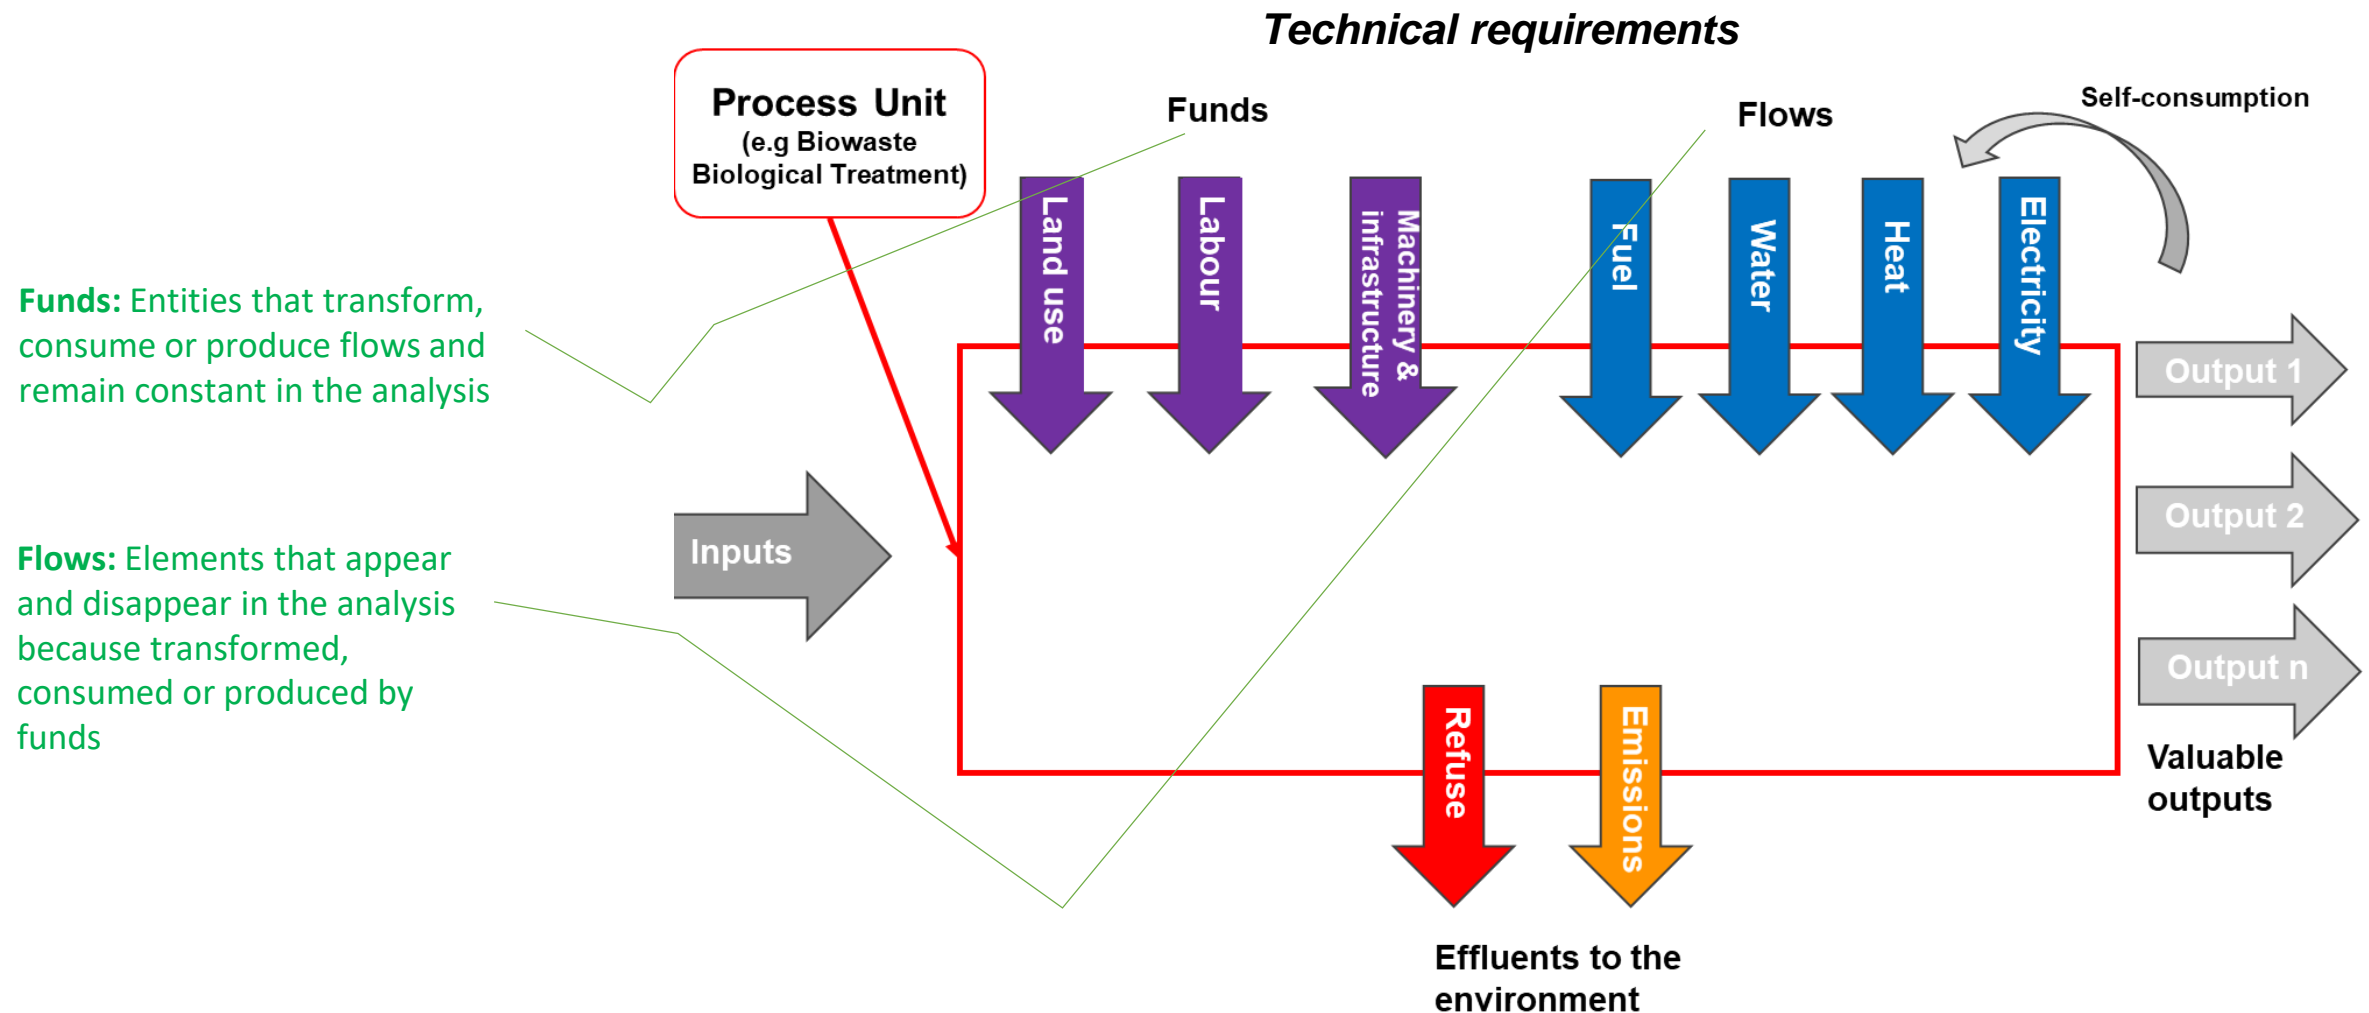 Technical requirements
Process Unit
(e.g Biowaste
Biological Treatment)
Funds
Flows
Self-consumption
Land use
Labour
Machinery &
infrastructure
Fuel
Water
Heat
Electricity
Funds: Entities that transform,
consume or produce flows and
remain constant in the analysis
Inputs
Flows: Elements that appear
and disappear in the analysis
because transformed,
consumed or produced by
funds
Output 1
Output 2
Output n
Valuable
outputs
Refuse
Emissions
Effluents to the
environment